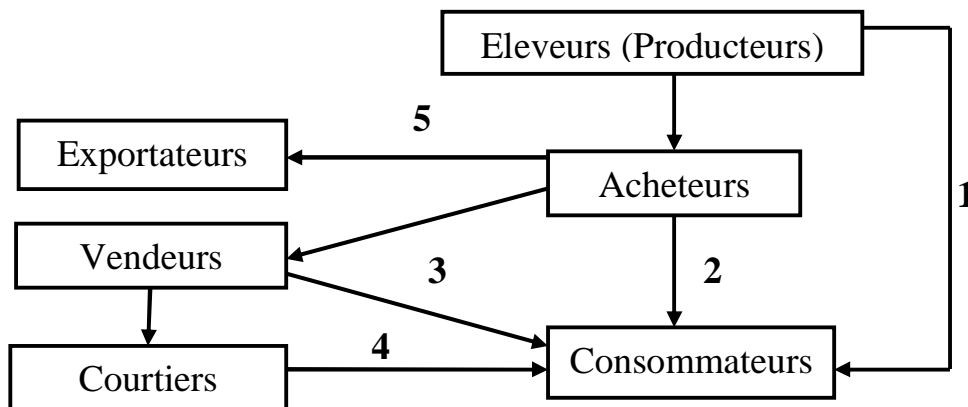 Eleveurs (Producteurs)
5
Exportateurs
Acheteurs
1
Vendeurs
3
2
4
Consommateurs
Courtiers